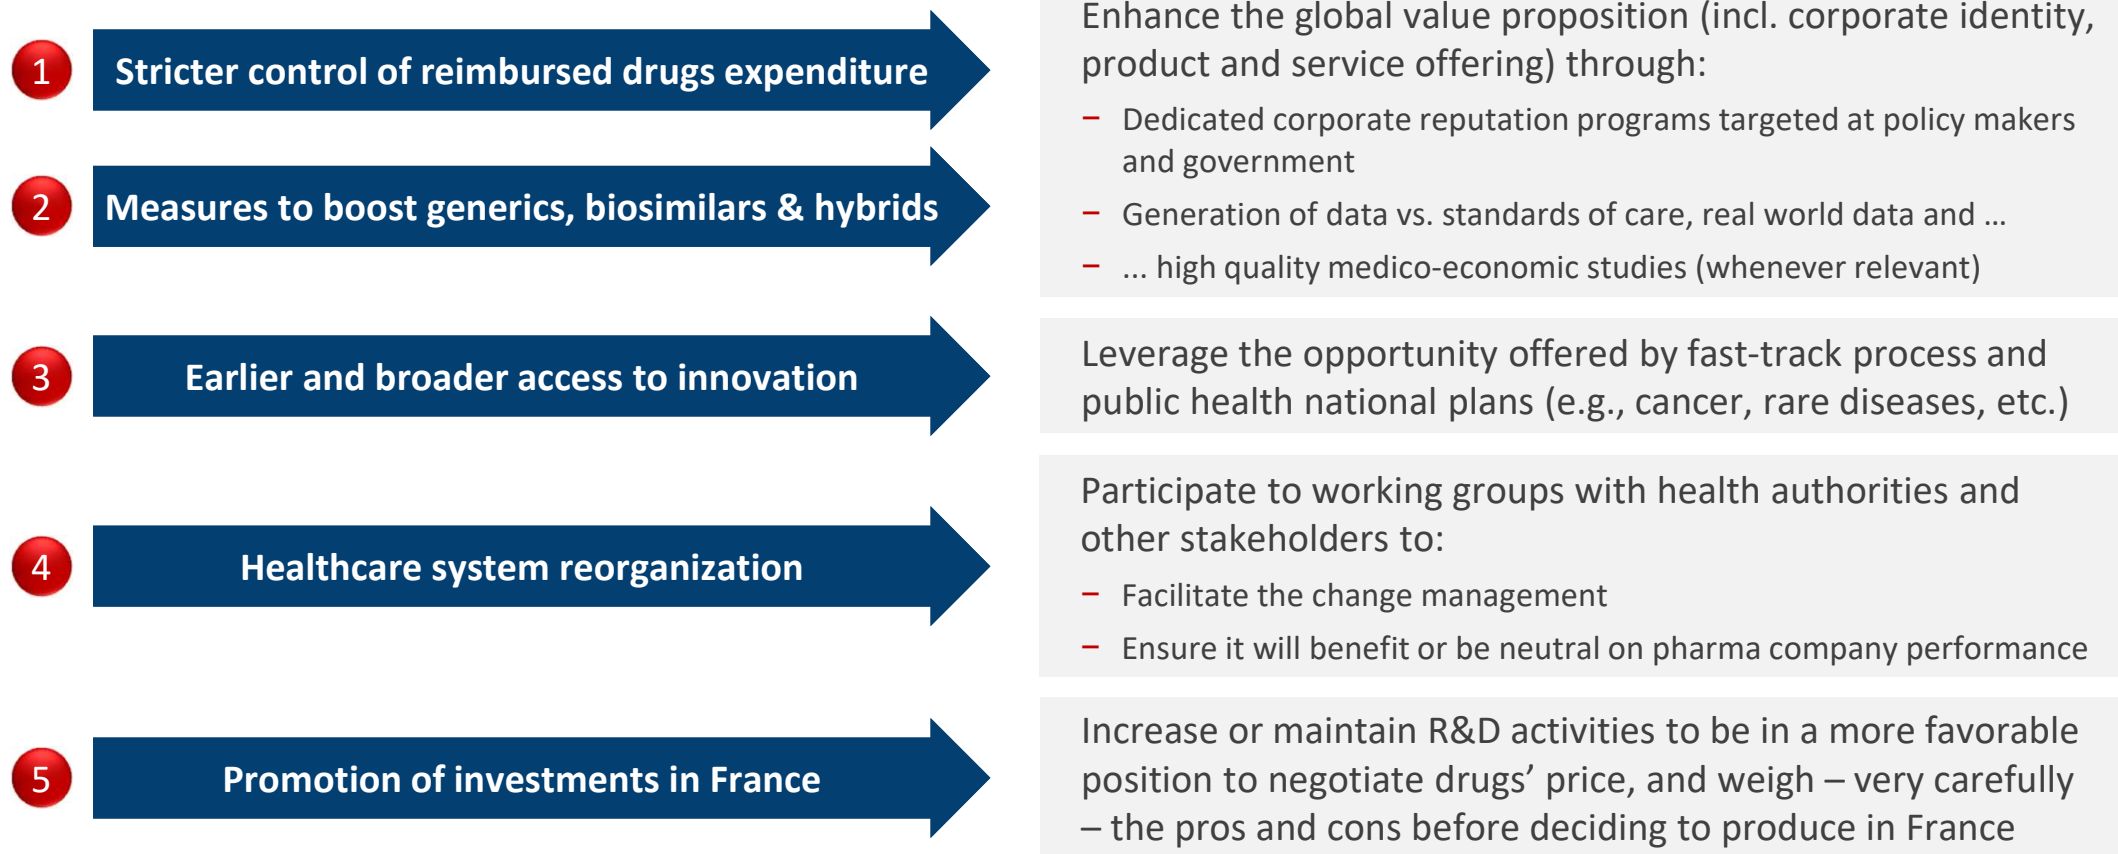 1
Stricter control of reimbursed drugs expenditure
2
Measures to boost generics, biosimilars & hybrids
Enhance the global value proposition (incl. corporate identity,
product and service offering) through:
− Dedicated corporate reputation programs targeted at policy makers
and government
− Generation of data vs. standards of care, real world data and …
− ... high quality medico-economic studies (whenever relevant)
3
Earlier and broader access to innovation
Leverage the opportunity offered by fast-track process and
public health national plans (e.g., cancer, rare diseases, etc.)
4
Healthcare system reorganization
Participate to working groups with health authorities and
other stakeholders to:
− Facilitate the change management
− Ensure it will benefit or be neutral on pharma company performance
5
Promotion of investments in France
Increase or maintain R&D activities to be in a more favorable
position to negotiate drugs’ price, and weigh – very carefully
– the pros and cons before deciding to produce in France